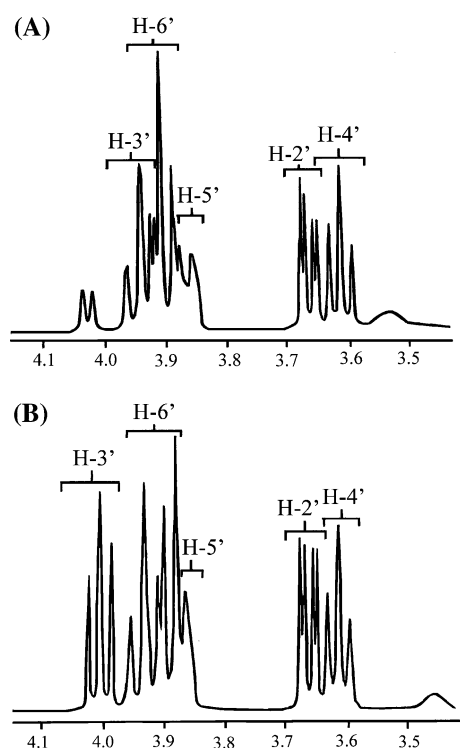 (A)
H-6’
H-3’
H-5’
H-2’
H-4’
4.1 4.0 3.9 3.8 3.7 3.6 3.5
(B)
H-6’
H-3’
H-5’
H-2’
H-4’
4.1 4.0 3.9 3.8 3.7 3.6 3.5